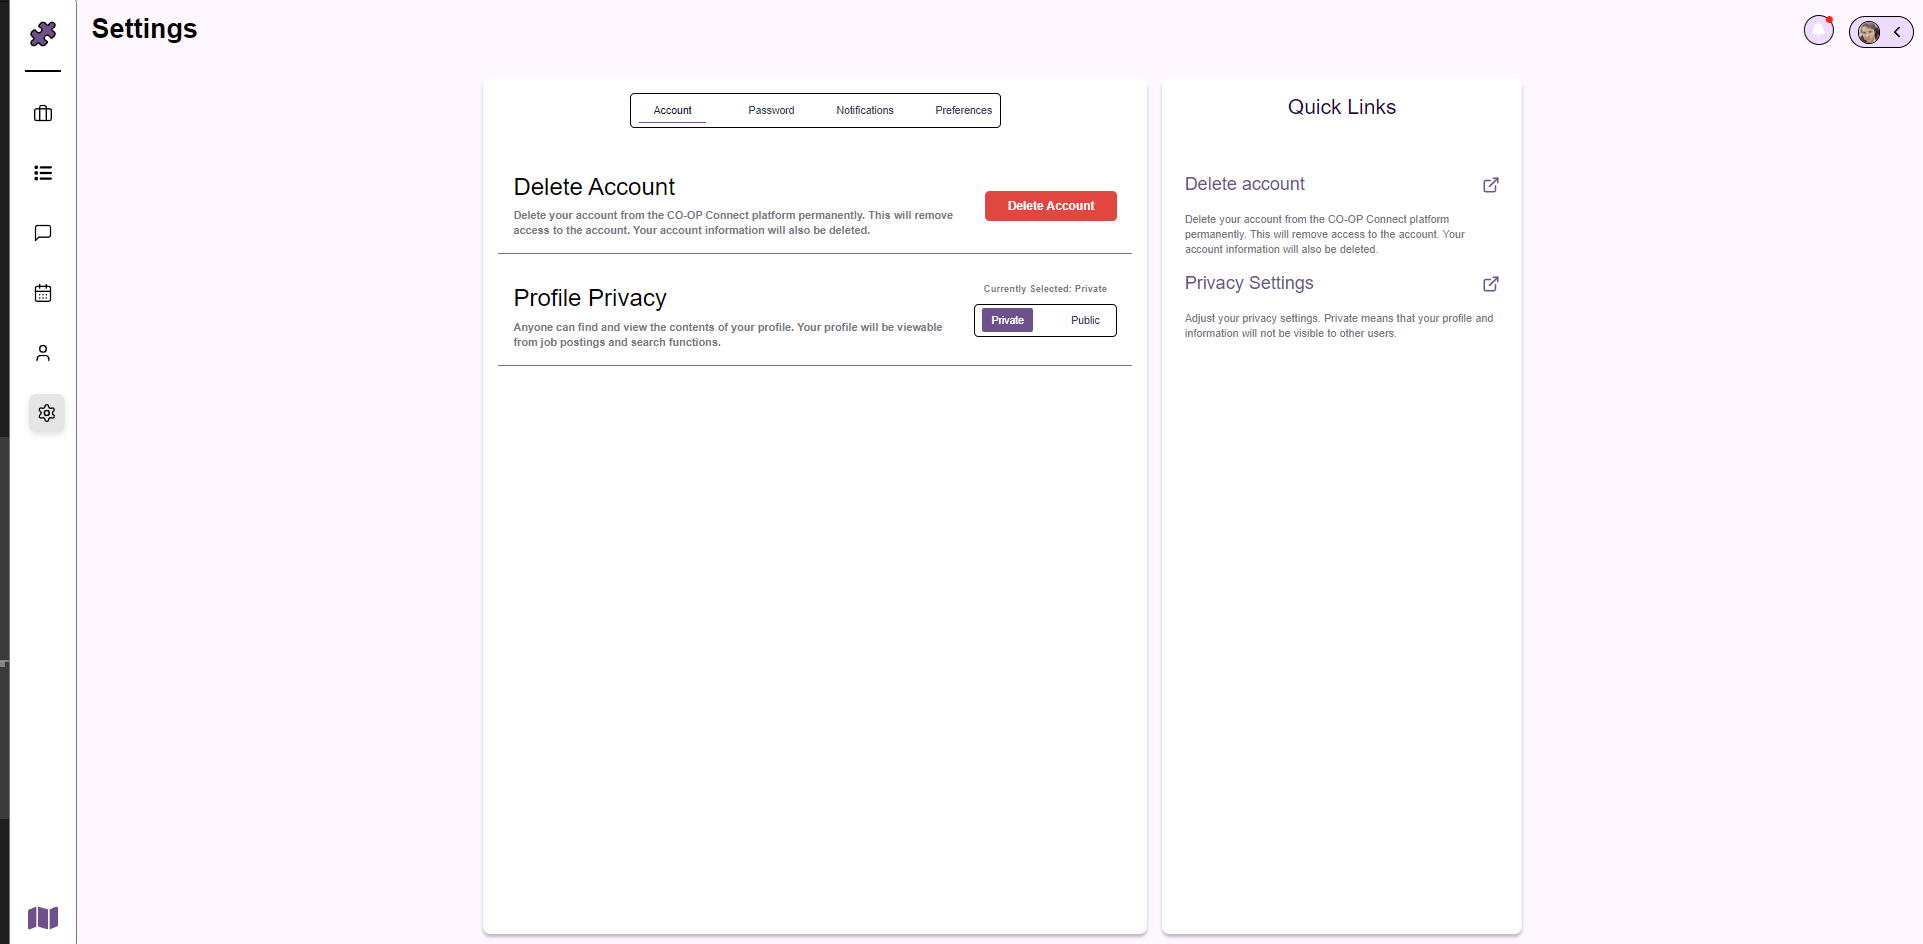 Settings
Account
Password
Notifications
Preferences
Delete Account
Delete your account from the CO-OP Connect platform permanently. This will remove
access to the account. Your account information will also be deleted.
Delete Account
Profile Privacy
Anyone can find and view the contents of your profile. Your profile will be viewable
from job postings and search functions.
Currently Selected: Private
Private
Public
Quick Links
Delete account
Delete your account from the CO-OP Connect platform
permanently. This will remove access to the account. Your
account information will also be deleted.
Privacy Settings
Adjust your privacy settings. Private means that your profile and
information will not be visible to other users.